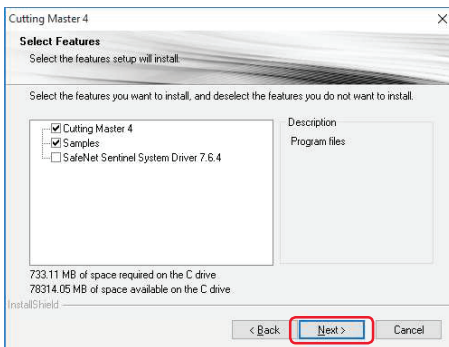 Cutting Master 4
Select Features
Select the features setup will install.
Select the features you want to install, and deselect the features you do not want to install.
Cutting Master 4
Samples
SafeNet Sentinel System Driver 7.6.4
Description
Program files
733.11 MB of space required on the C drive
78314.05 MB of space available on the C drive
InstallShield
< Back
Next >
Cancel